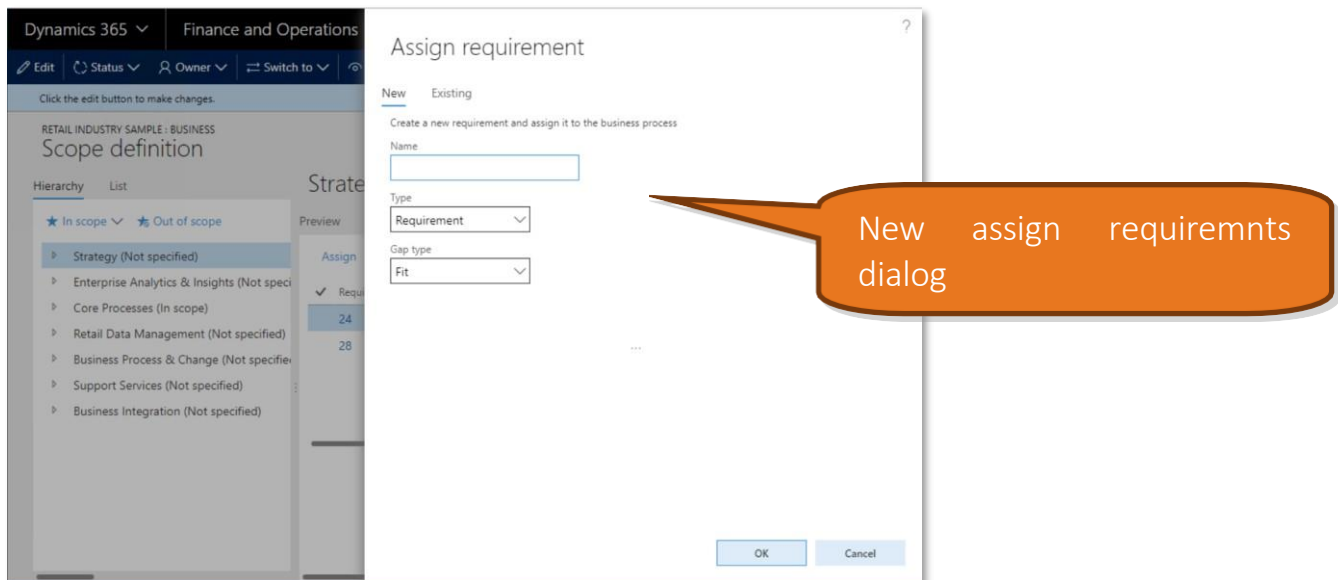 Dynamics 365 Finance and Operations
Edit Status Owner Switch to
Click the edit button to make changes.
RETAIL INDUSTRY SAMPLE : BUSINESS
Scope definition
Hierarchy List
In scope Out of scope
Strategy (Not specified)
Enterprise Analytics & Insights (Not speci
Core Processes (In scope)
Retail Data Management (Not specified)
Business Process & Change (Not specifie
Support Services (Not specified)
Business Integration (Not specified)
Strate
Preview
Assign
Requi
24
28
?
Assign requirement
New Existing
Create a new requirement and assign it to the business process
Name
Type
Requirement
Gap type
Fit
...
OK Cancel
New assign requiremnts
dialog